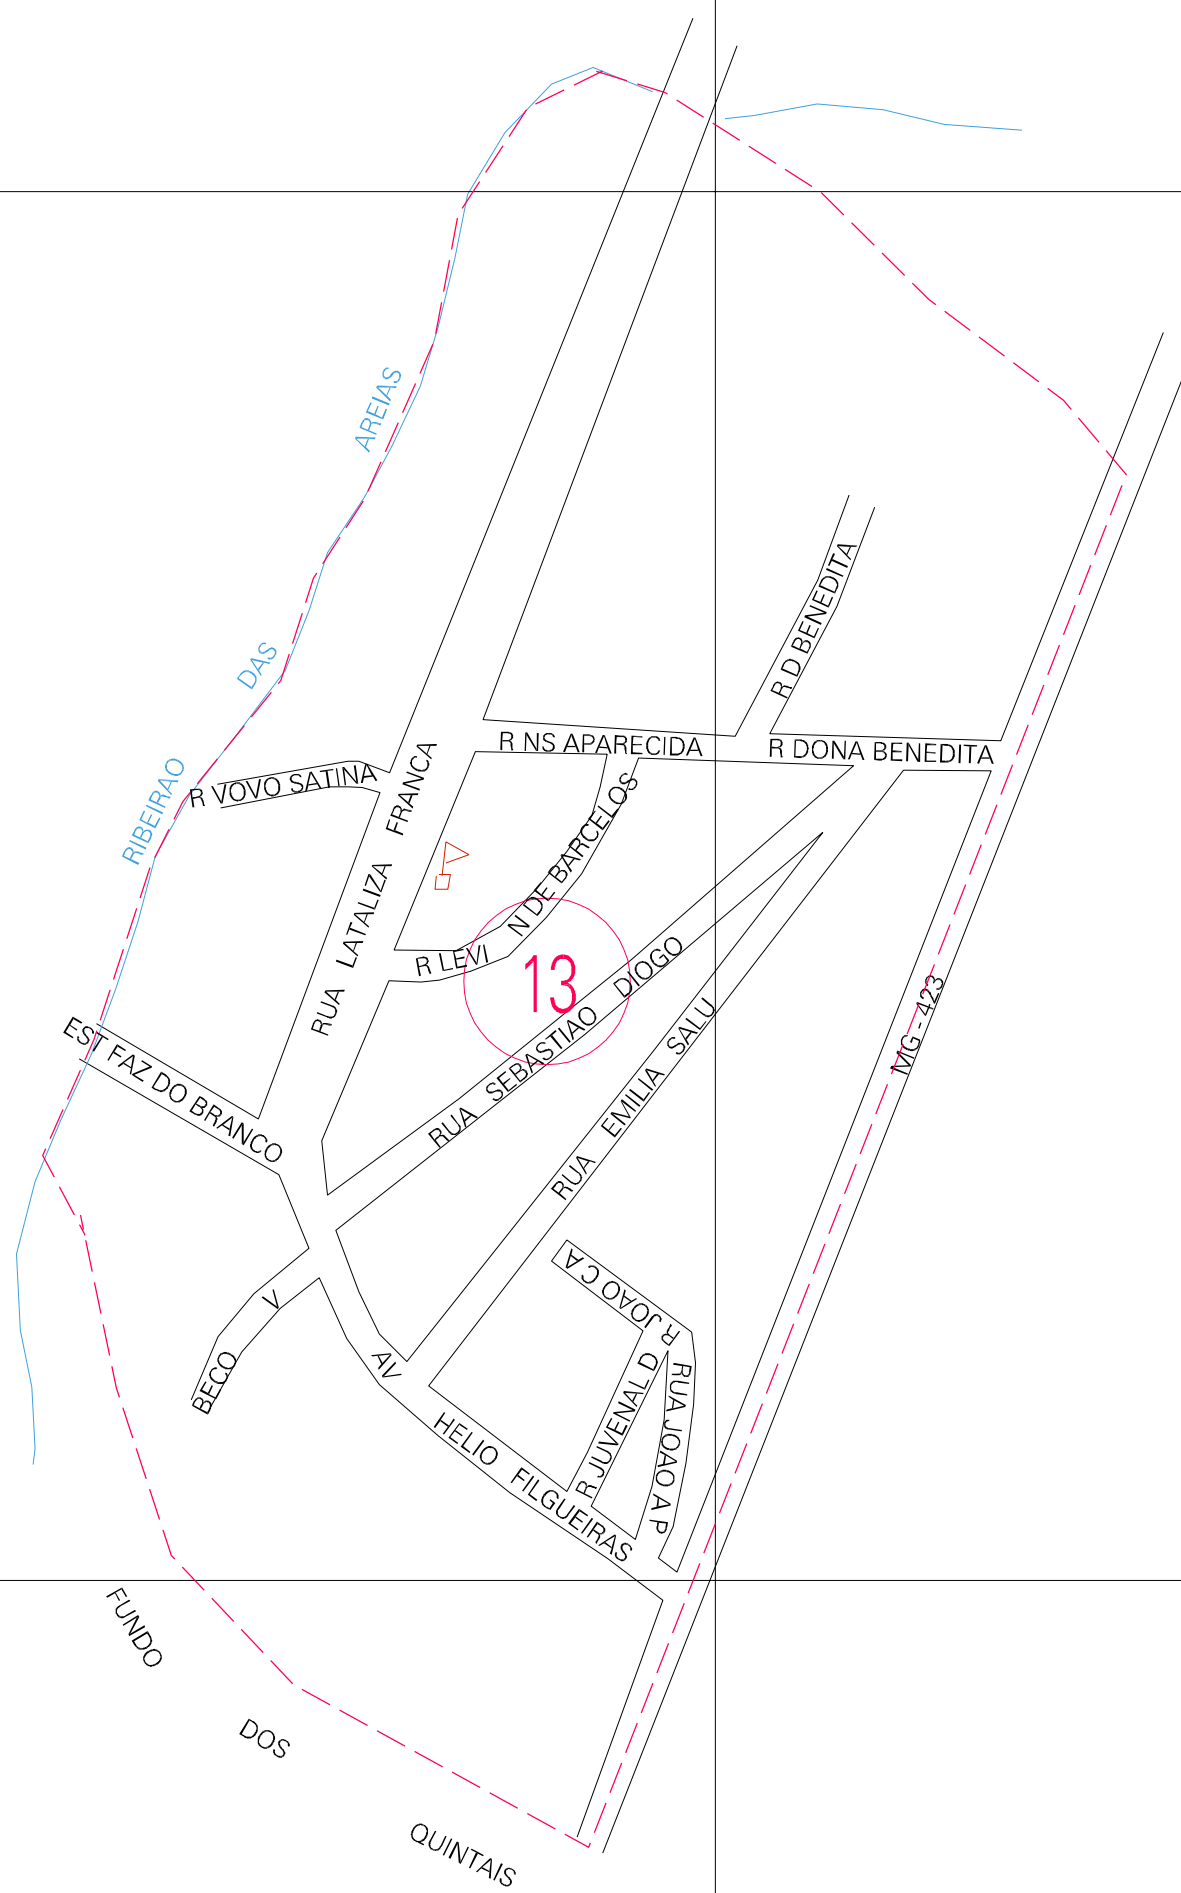 AREIAS
DAS
RIBEIRAO
R D BENEDITA
R NS APARECIDA
R DONA BENEDITA
R VOVO SATINA
RUA LATALIZA FRANCA
R LEVI N DE BARCELOS
13
RUA SEBASTIAO DIOGO
RUA EMILIA SALU
MG - 423
EST FAZ DO BRANCO
BECO V
R JOAO C A
R JUVENAL D
RUA JOAO A P
AV HELIO FILGUEIRAS
FUNDO
DOS
QUINTAIS